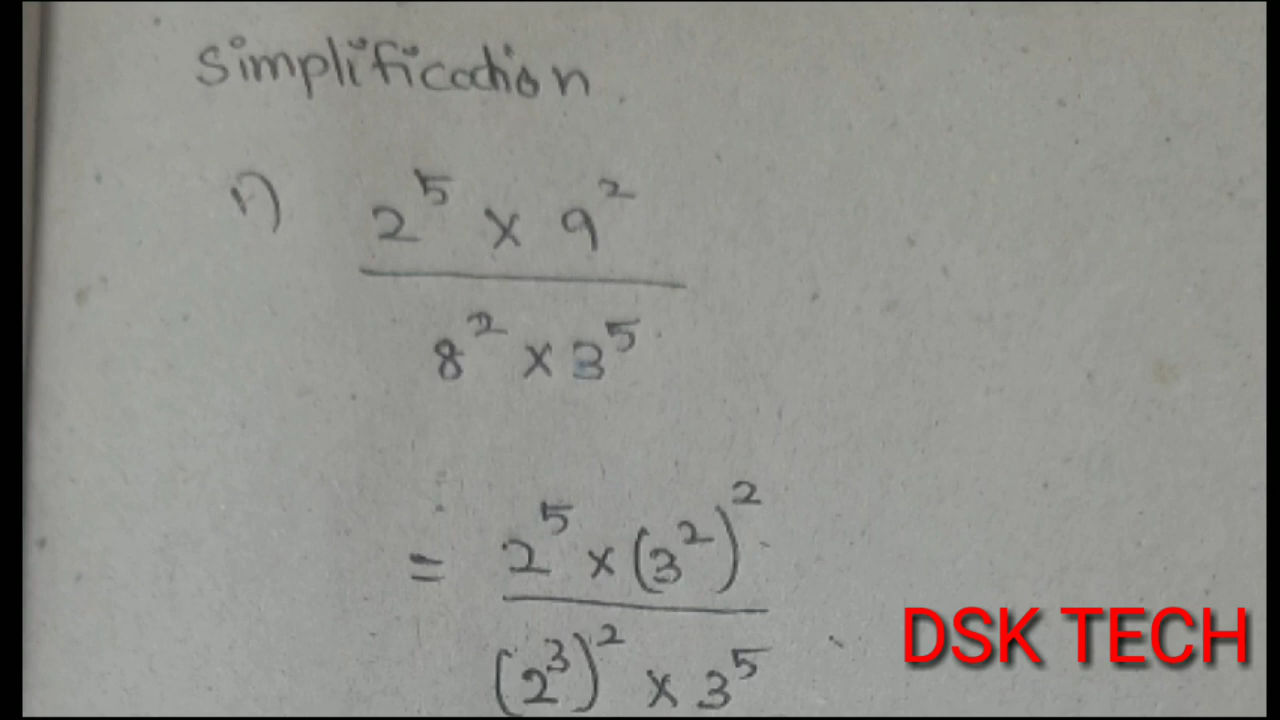 Simplification.
1) 2^5 × 9^2
8^2 × 3^5
= 2^5 × (3^2)^2
(2^3)^2 × 3^5
DSK TECH